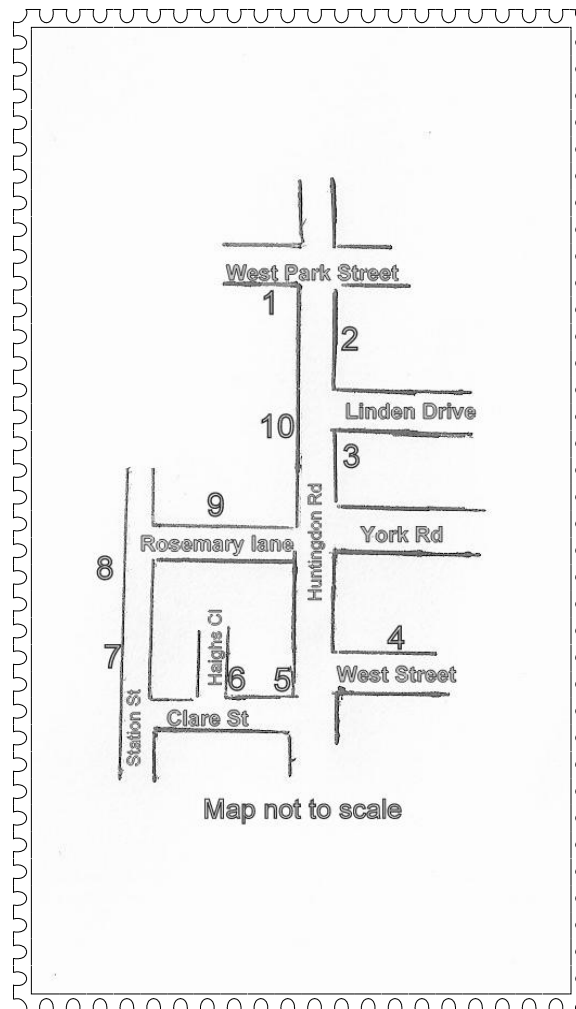 West Park Street
1
2
Linden Drive
10
3
Huntingdon Rd
9
York Rd
Rosemary lane
8
Haighs Cl
4
7
6
5
West Street
Station St
Clare St
Map not to scale